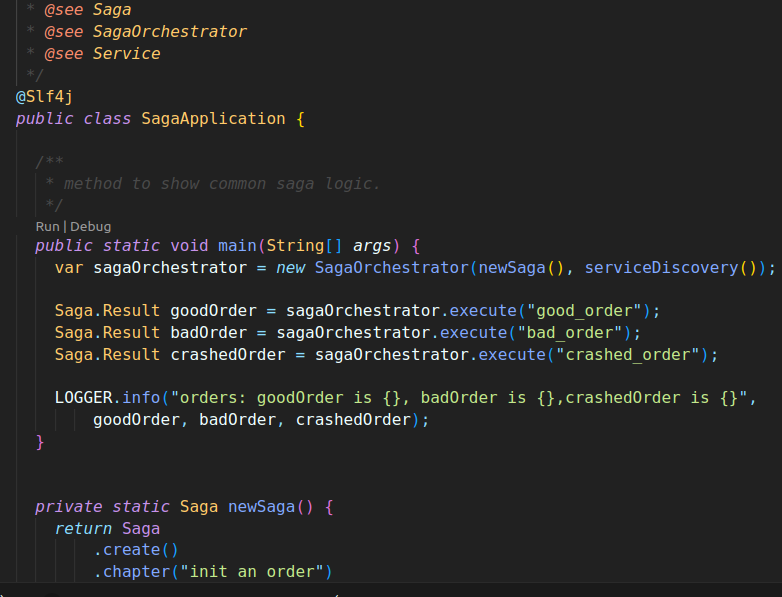 * @see Saga
* @see SagaOrchestrator
* @see Service
*/
@Slf4j
public class SagaApplication {
/**
* method to show common saga logic.
*/
Run | Debug
public static void main(String[] args) {
var sagaOrchestrator = new SagaOrchestrator(newSaga(), serviceDiscovery());
Saga.Result goodOrder = sagaOrchestrator.execute("good_order");
Saga.Result badOrder = sagaOrchestrator.execute("bad_order");
Saga.Result crashedOrder = sagaOrchestrator.execute("crashed_order");
LOGGER.info("orders: goodOrder is {}, badOrder is {},crashedOrder is {}",
goodOrder, badOrder, crashedOrder);
}
private static Saga newSaga() {
return Saga
.create()
.chapter("init an order")